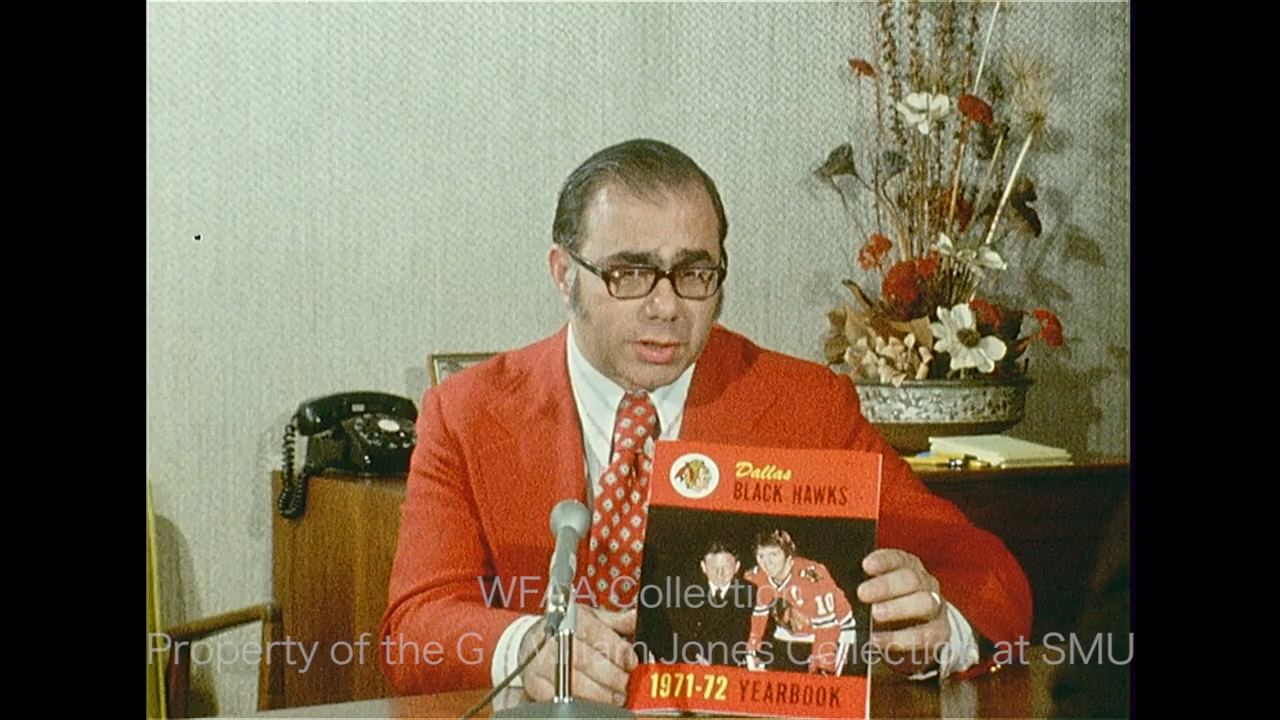 Dallas
BLACK HAWKS
10
WFAA Collection
Property of the G. William Jones Collection at SMU
1971-72 YEARBOOK